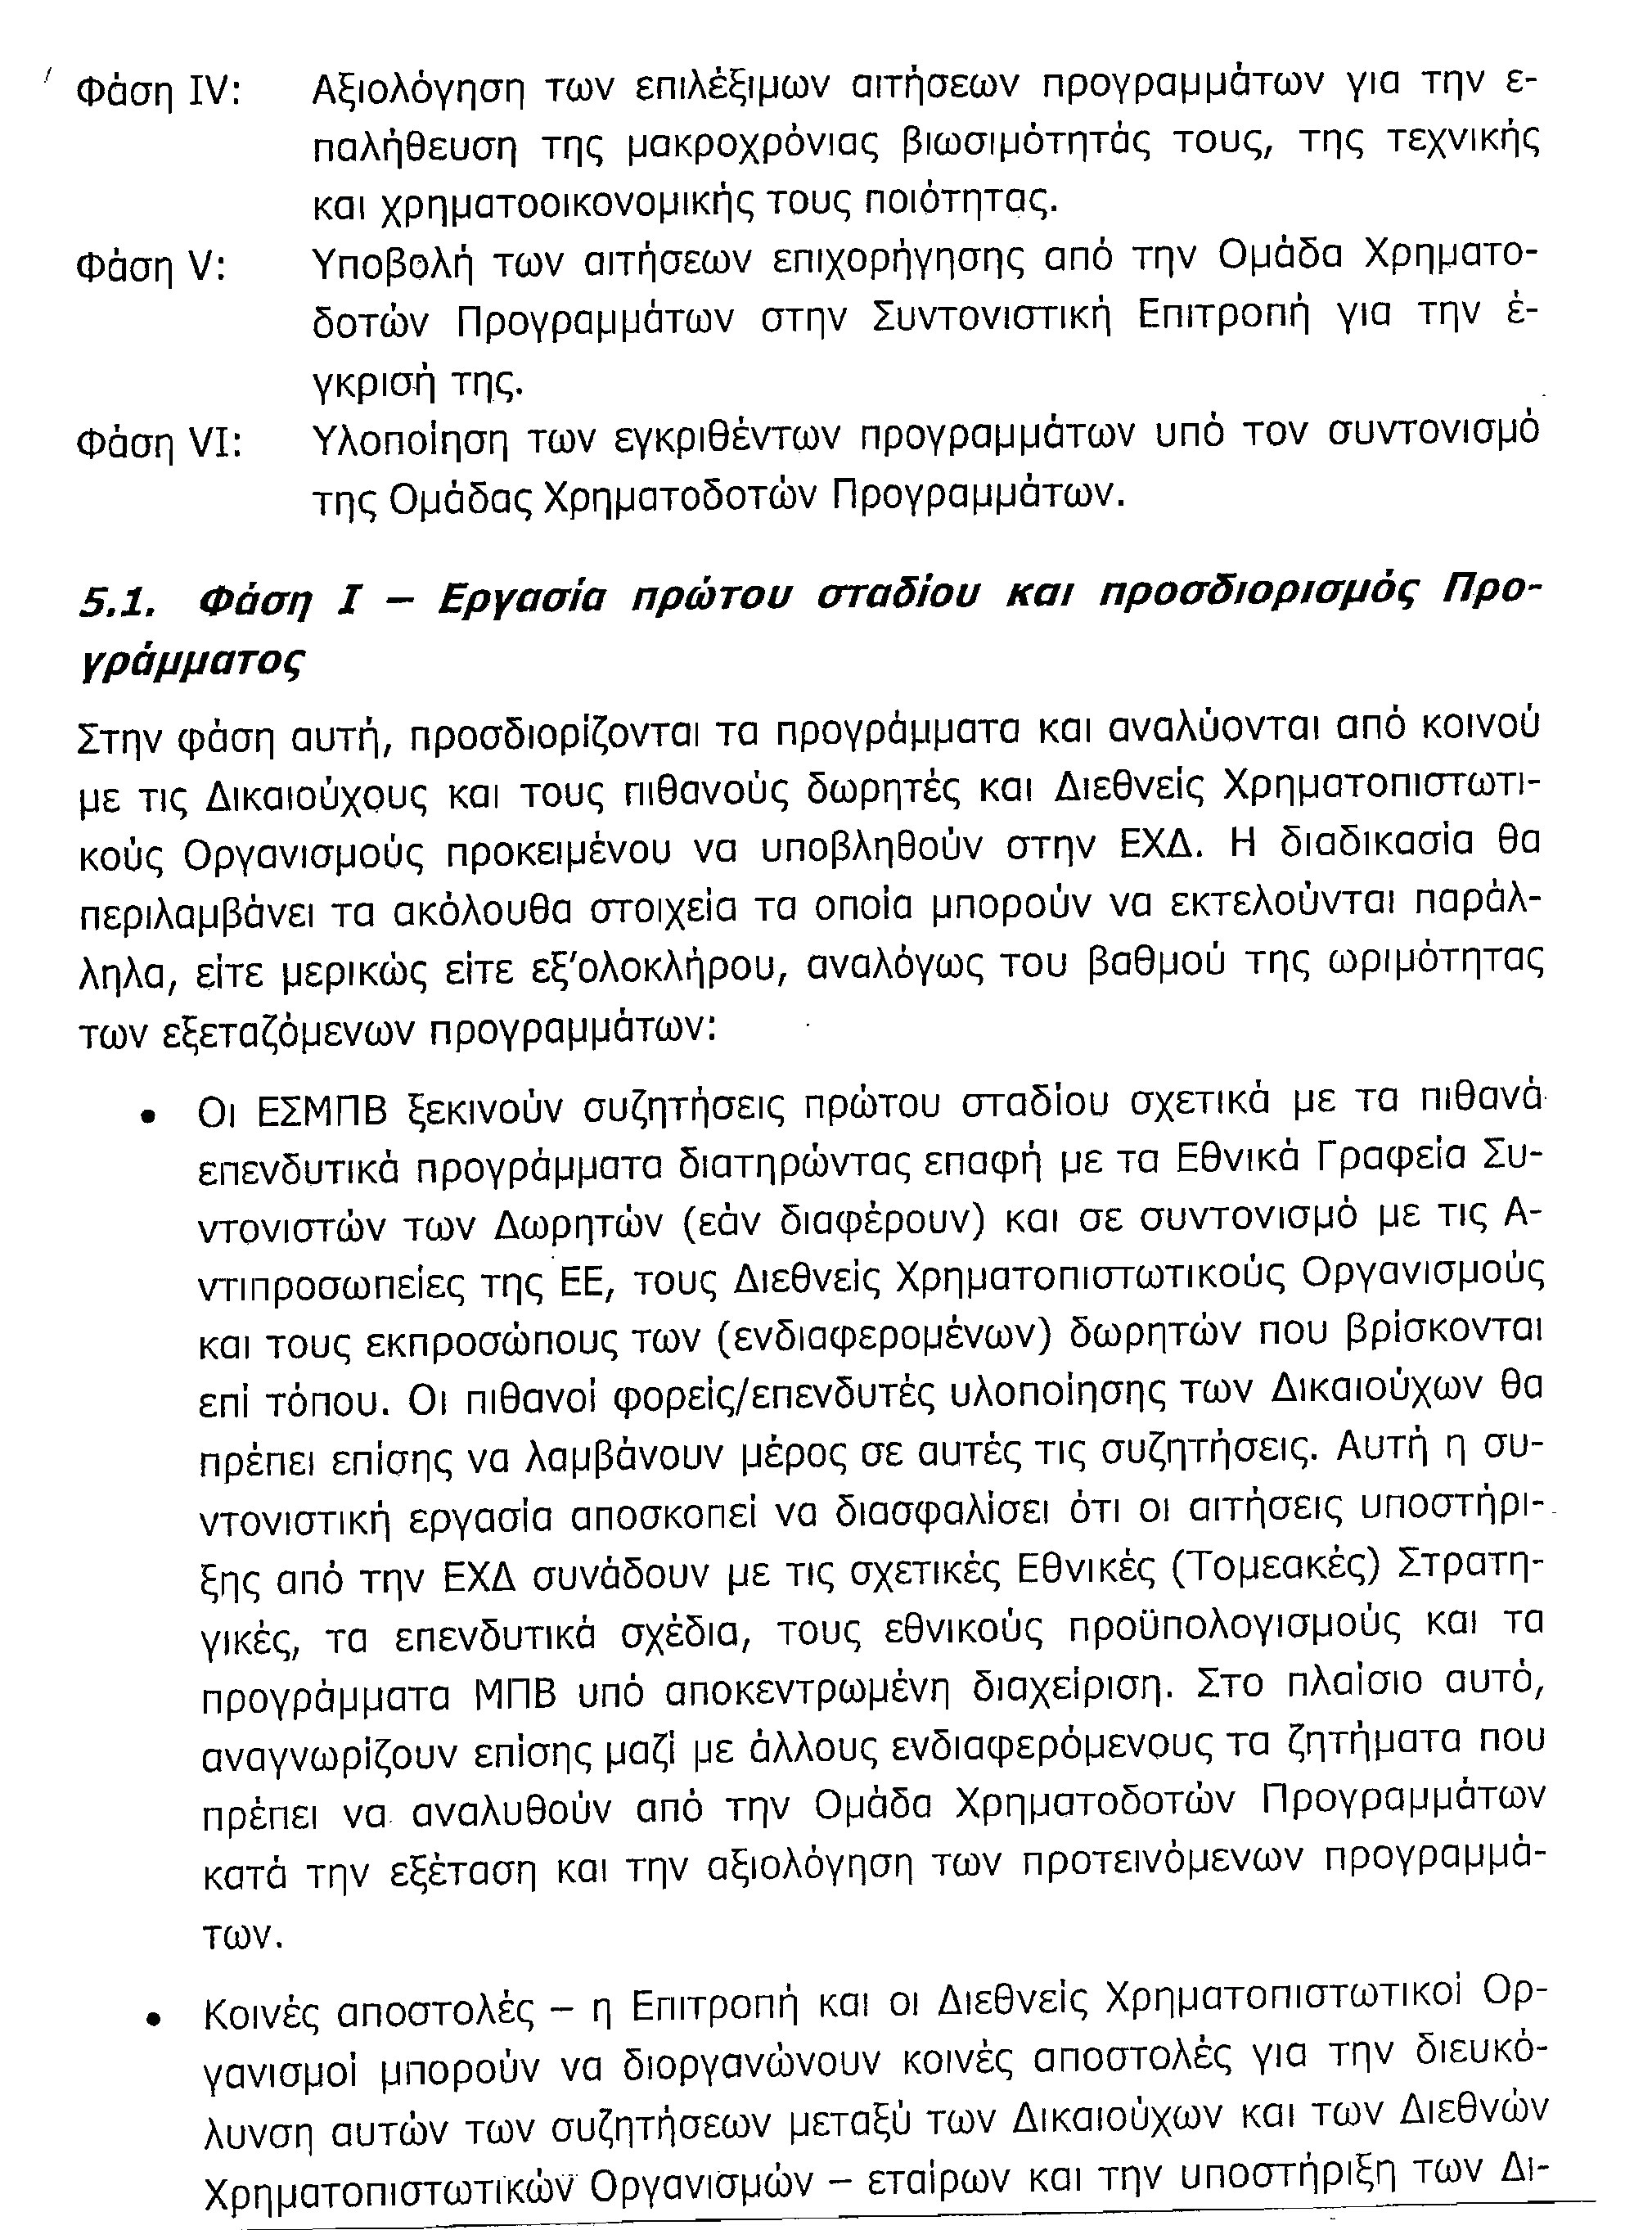 Φάση IV: Αξιολόγηση των επιλέξιμων αιτήσεων προγραμμάτων για την ε-
παλήθευση της μακροχρόνιας βιωσιμότητάς τους, της τεχνικής
και χρηματοοικονομικής τους ποιότητας.
Φάση V: Υποβολή των αιτήσεων επιχορήγησης από την Ομάδα Χρηματο-
δοτών Προγραμμάτων στην Συντονιστική Επιτροπή για την έ-
γκρισή της.
Φάση VI: Υλοποίηση των εγκριθέντων προγραμμάτων υπό τον συντονισμό
της Ομάδας Χρηματοδοτών Προγραμμάτων.
5.1. Φάση I – Εργασία πρώτου σταδίου και προσδιορισμός Προ-
γράμματος
Στην φάση αυτή, προσδιορίζονται τα προγράμματα και αναλύονται από κοινού
με τις Δικαιούχους και τους πιθανούς δωρητές και Διεθνείς Χρηματοπιστωτι-
κούς Οργανισμούς προκειμένου να υποβληθούν στην ΕΧΔ. Η διαδικασία θα
περιλαμβάνει τα ακόλουθα στοιχεία τα οποία μπορούν να εκτελούνται παράλ-
ληλα, είτε μερικώς είτε εξ'ολοκλήρου, αναλόγως του βαθμού της ωριμότητας
των εξεταζόμενων προγραμμάτων:
• Οι ΕΣΜΠΒ ξεκινούν συζητήσεις πρώτου σταδίου σχετικά με τα πιθανά
επενδυτικά προγράμματα διατηρώντας επαφή με τα Εθνικά Γραφεία Συ-
ντονιστών των Δωρητών (εάν διαφέρουν) και σε συντονισμό με τις Α-
ντιπροσωπείες της ΕΕ, τους Διεθνείς Χρηματοπιστωτικούς Οργανισμούς
και τους εκπροσώπους των (ενδιαφερομένων) δωρητών που βρίσκονται
επί τόπου. Οι πιθανοί φορείς/επενδυτές υλοποίησης των Δικαιούχων θα
πρέπει επίσης να λαμβάνουν μέρος σε αυτές τις συζητήσεις. Αυτή η συ-
ντονιστική εργασία αποσκοπεί να διασφαλίσει ότι οι αιτήσεις υποστήρι-
ξης από την ΕΧΔ συνάδουν με τις σχετικές Εθνικές (Τομεακές) Στρατη-
γικές, τα επενδυτικά σχέδια, τους εθνικούς προϋπολογισμούς και τα
προγράμματα ΜΠΒ υπό αποκεντρωμένη διαχείριση. Στο πλαίσιο αυτό,
αναγνωρίζουν επίσης μαζί με άλλους ενδιαφερόμενους τα ζητήματα που
πρέπει να αναλυθούν από την Ομάδα Χρηματοδοτών Προγραμμάτων
κατά την εξέταση και την αξιολόγηση των προτεινόμενων προγραμμά-
των.
• Κοινές αποστολές – η Επιτροπή και οι Διεθνείς Χρηματοπιστωτικοί Ορ-
γανισμοί μπορούν να διοργανώνουν κοινές αποστολές για την διευκό-
λυνση αυτών των συζητήσεων μεταξύ των Δικαιούχων και των Διεθνών
Χρηματοπιστωτικών Οργανισμών – εταίρων και την υποστήριξη των Δι-